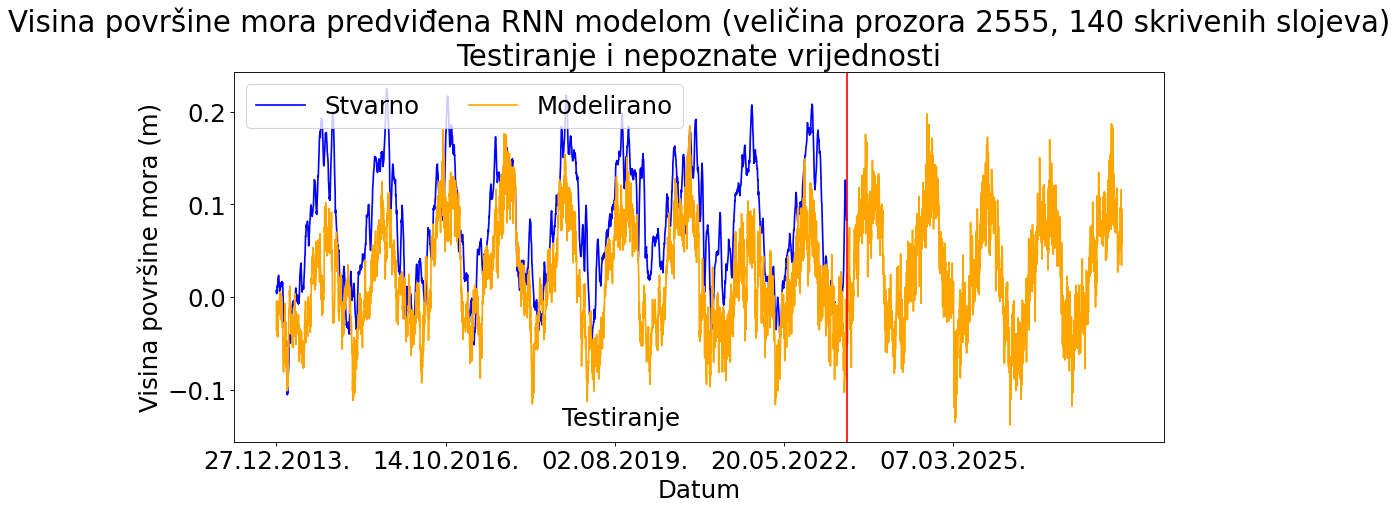 Visina površine mora predviđena RNN modelom (veličina prozora 2555, 140 skrivenih slojeva)
Testiranje i nepoznate vrijednosti
Stvarno
Modelirano
Visina površine mora (m)
0.2
0.1
0.0
−0.1
Testiranje
27.12.2013.
14.10.2016.
02.08.2019.
20.05.2022.
07.03.2025.
Datum